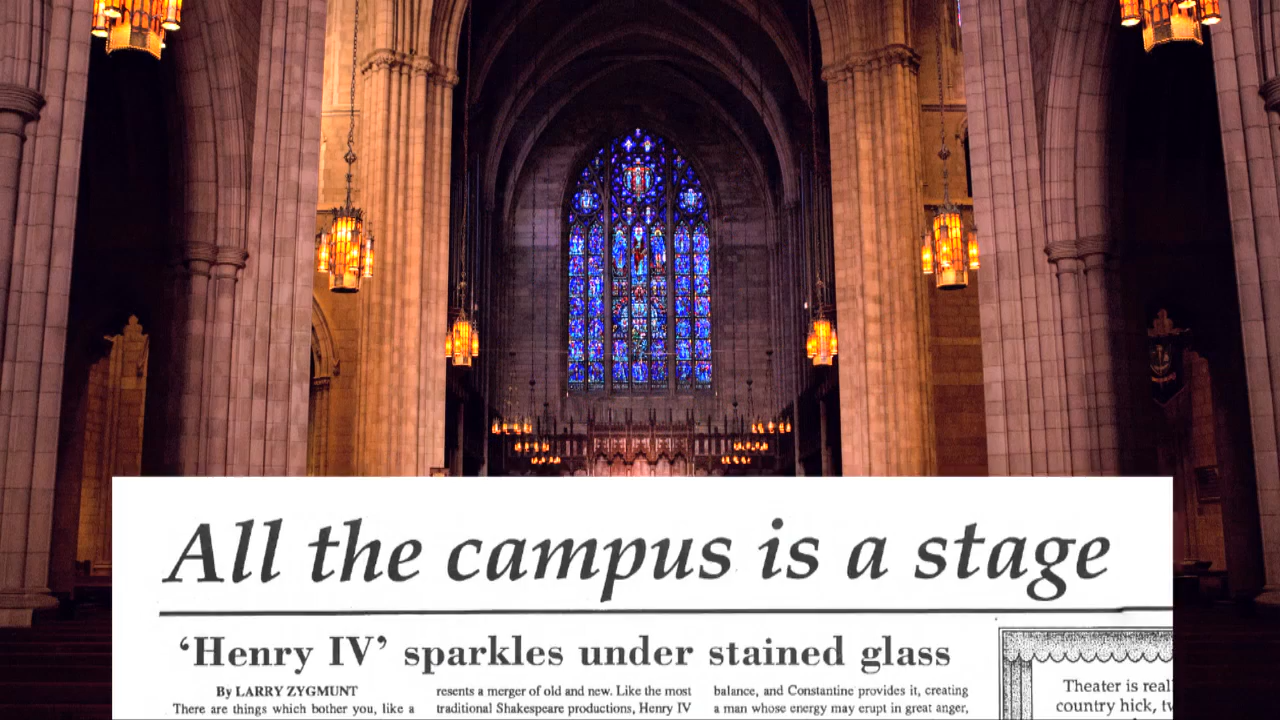 All the campus is a stage
‘Henry IV’ sparkles under stained glass
By LARRY ZYGMUNT
There are things which bother you, like a
resents a merger of old and new. Like the most
traditional Shakespeare productions, Henry IV
balance, and Constantine provides it, creating
a man whose energy may erupt in great anger,
Theater is real
country hick, tw